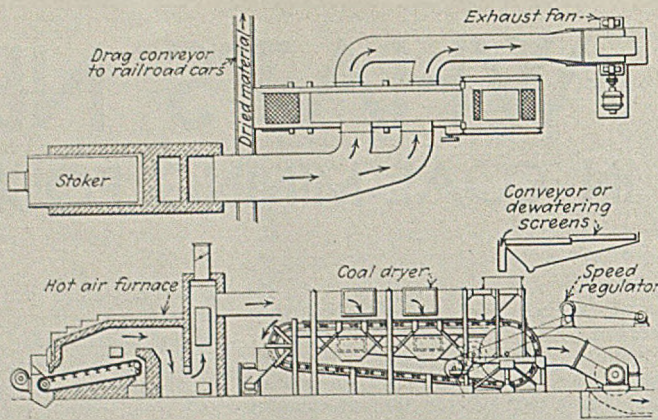 Exhaust fan
Drag conveyor
to railroad cars
Dried material
Stoker
Conveyor or
dewatering
screens
Hot air furnace
Coal dryer
Speed
regulator